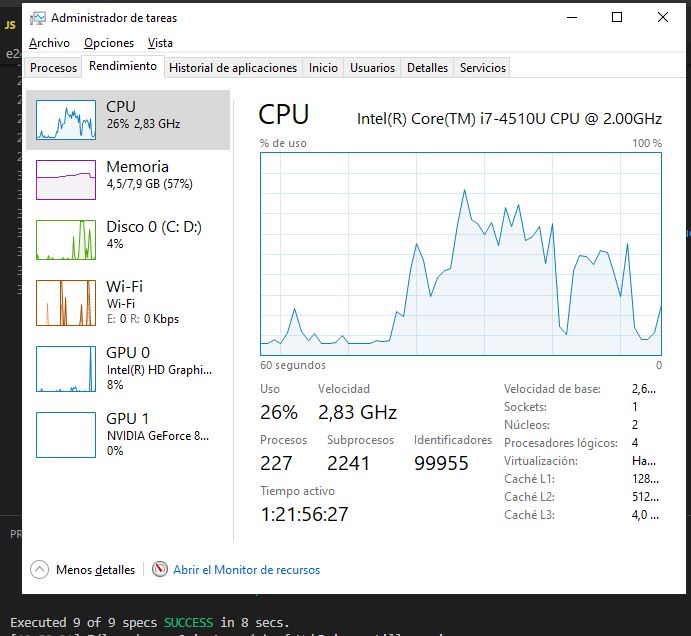 JS
Administrador de tareas
Archivo Opciones Vista
Procesos Rendimiento Historial de aplicaciones Inicio Usuarios Detalles Servicios
CPU
26% 2,83 GHz
Memoria
4,5/7,9 GB (57%)
Disco 0 (C: D:)
4%
Wi-Fi
Wi-Fi
E: 0 R: 0 Kbps
GPU 0
Intel(R) HD Graphi...
8%
GPU 1
NVIDIA GeForce 8...
0%
CPU Intel(R) Core(TM) i7-4510U CPU @ 2.00GHz
% de uso 100 %
60 segundos 0
Uso Velocidad
26% 2,83 GHz
Procesos Subprocesos Identificadores
227 2241 99955
Tiempo activo
1:21:56:27
Velocidad de base: 2,6...
Sockets: 1
Núcleos: 2
Procesadores lógicos: 4
Virtualización: Ha...
Caché L1: 128...
Caché L2: 512...
Caché L3: 4,0 ...
Menos detalles Abrir el Monitor de recursos
Executed 9 of 9 specs SUCCESS in 8 secs.